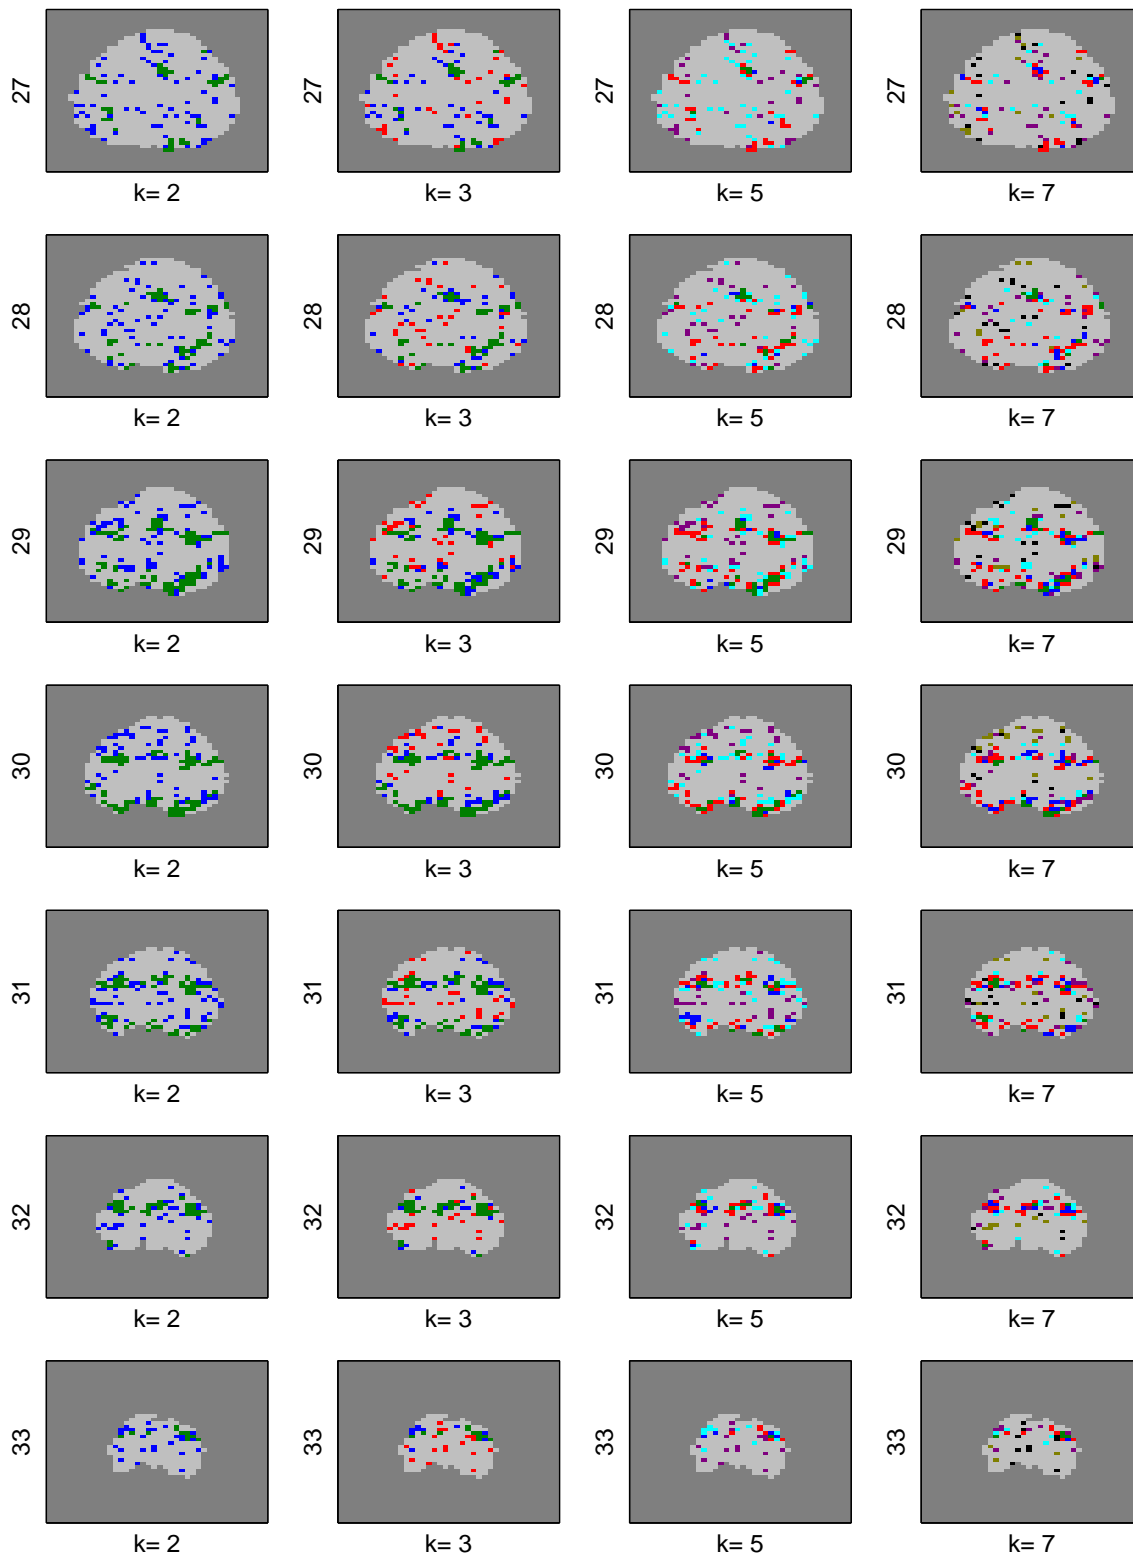 27 27 27 27
k= 2 k= 3 k= 5 k= 7
28 28 28 28
k= 2 k= 3 k= 5 k= 7
29 29 29 29
k= 2 k= 3 k= 5 k= 7
30 30 30 30
k= 2 k= 3 k= 5 k= 7
31 31 31 31
k= 2 k= 3 k= 5 k= 7
32 32 32 32
k= 2 k= 3 k= 5 k= 7
33 33 33 33
k= 2 k= 3 k= 5 k= 7